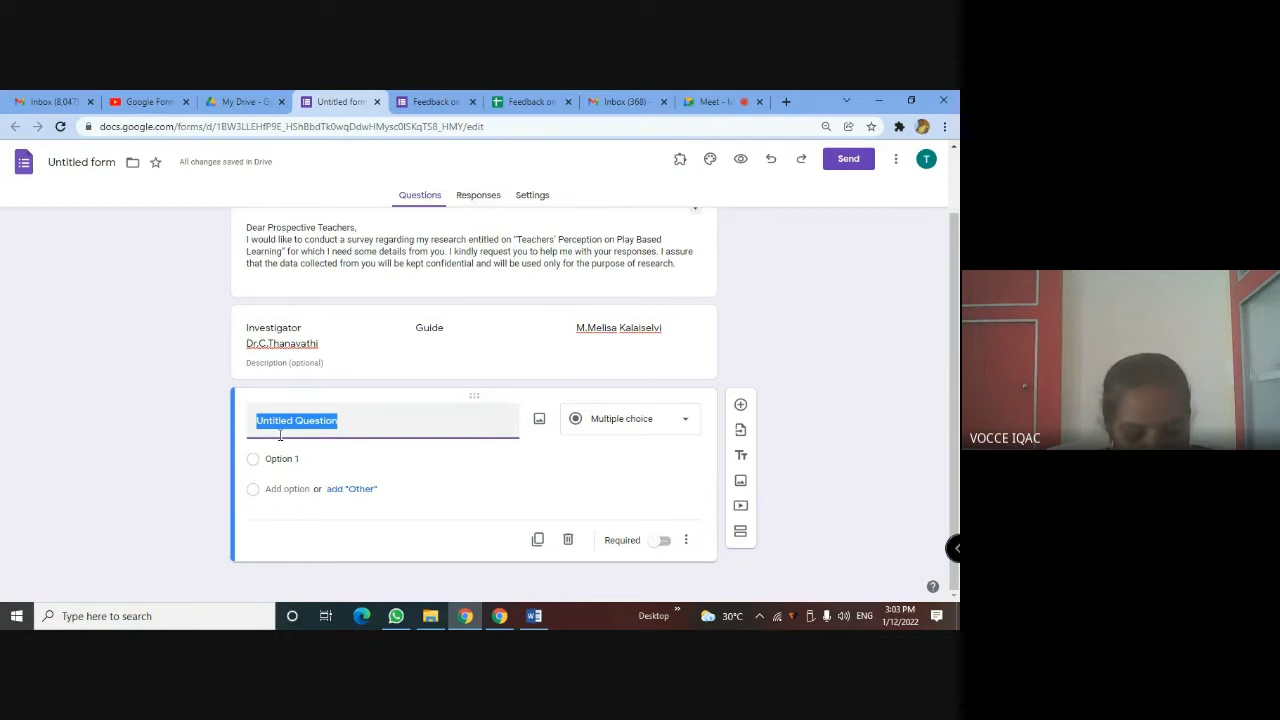 Inbox (8,047)
Google Form
My Drive - G
Untitled form
Feedback on
Feedback on
Inbox (368) -
Meet -
docs.google.com/forms/d/1BW3LLEHfP9E_HShBbdTk0wqDdwHMysc0ISKqTS8_HMY/edit
Untitled form
All changes saved in Drive
Send
T
Questions
Responses
Settings
Dear Prospective Teachers,
I would like to conduct a survey regarding my research entitled on "Teachers' Perception on Play Based
Learning" for which I need some details from you. I kindly request you to help me with your responses. I assure
that the data collected from you will be kept confidential and will be used only for the purpose of research.
Investigator Guide M.Melisa Kalaiselvi
Dr.C.Thanavathi
Description (optional)
Untitled Question
Multiple choice
Option 1
Add option or add "Other"
Required
VOCCE IQAC
Type here to search
Desktop
30°C
ENG
3:03 PM
1/12/2022